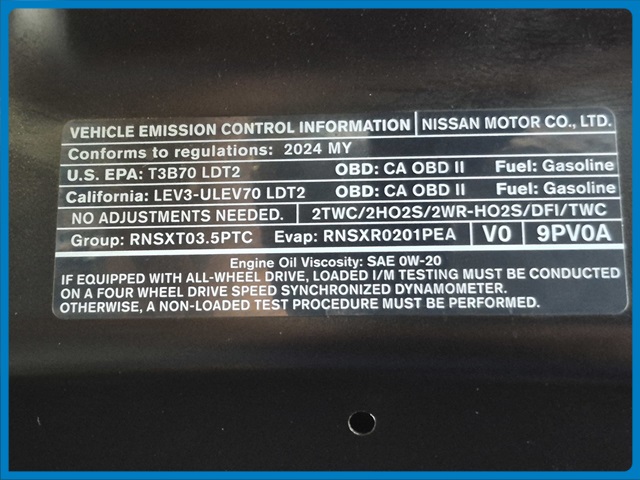 VEHICLE EMISSION CONTROL INFORMATION NISSAN MOTOR CO., LTD.
Conforms to regulations: 2024 MY
U.S. EPA: T3B70 LDT2 OBD: CA OBD II Fuel: Gasoline
California: LEV3-ULEV70 LDT2 OBD: CA OBD II Fuel: Gasoline
NO ADJUSTMENTS NEEDED. 2TWC/2HO2S/2WR-HO2S/DFI/TWC
Group: RNSXT03.5PTC Evap: RNSXR0201PEA V0 9PV0A
Engine Oil Viscosity: SAE 0W-20
IF EQUIPPED WITH ALL-WHEEL DRIVE, LOADED I/M TESTING MUST BE CONDUCTED
ON A FOUR WHEEL DRIVE SPEED SYNCHRONIZED DYNAMOMETER.
OTHERWISE, A NON-LOADED TEST PROCEDURE MUST BE PERFORMED.